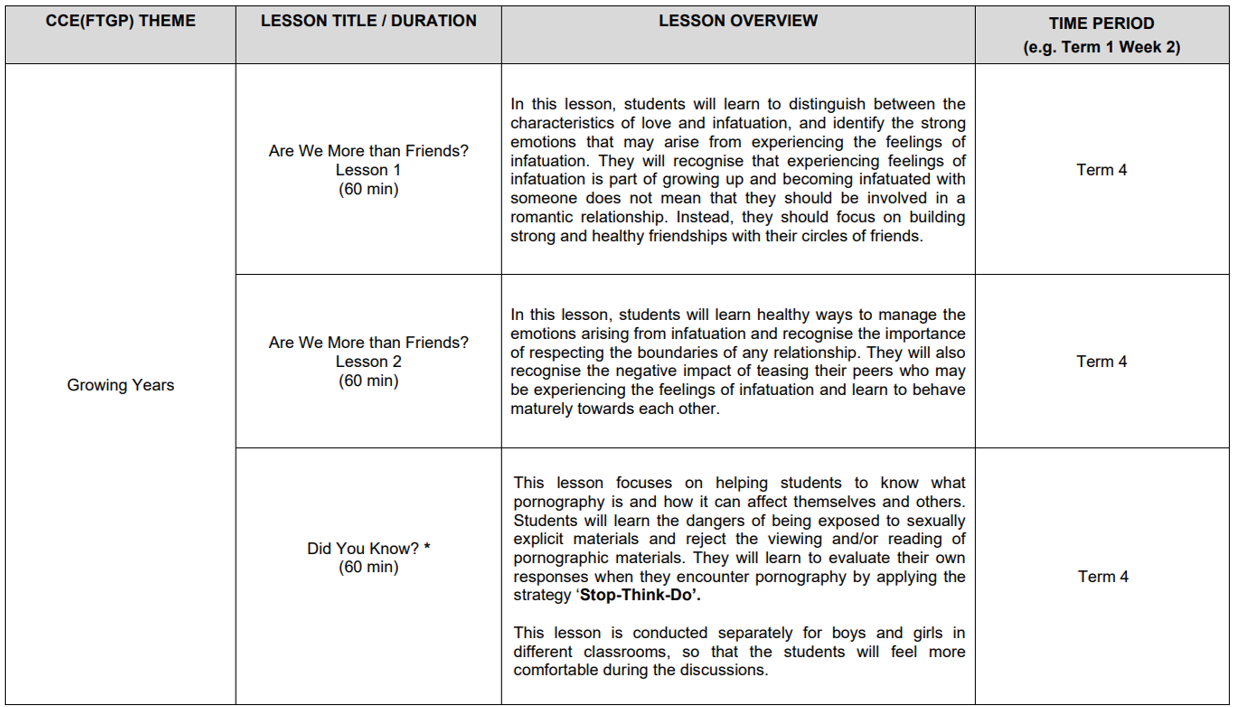 CCE(FTGP) THEME
LESSON TITLE / DURATION
LESSON OVERVIEW
TIME PERIOD
(e.g. Term 1 Week 2)
Growing Years
Are We More than Friends?
Lesson 1
(60 min)
In this lesson, students will learn to distinguish between the
characteristics of love and infatuation, and identify the strong
emotions that may arise from experiencing the feelings of
infatuation. They will recognise that experiencing feelings of
infatuation is part of growing up and becoming infatuated with
someone does not mean that they should be involved in a
romantic relationship. Instead, they should focus on building
strong and healthy friendships with their circles of friends.
Term 4
Are We More than Friends?
Lesson 2
(60 min)
In this lesson, students will learn healthy ways to manage the
emotions arising from infatuation and recognise the importance
of respecting the boundaries of any relationship. They will also
recognise the negative impact of teasing their peers who may
be experiencing the feelings of infatuation and learn to behave
maturely towards each other.
Term 4
Did You Know? *
(60 min)
This lesson focuses on helping students to know what
pornography is and how it can affect themselves and others.
Students will learn the dangers of being exposed to sexually
explicit materials and reject the viewing and/or reading of
pornographic materials. They will learn to evaluate their own
responses when they encounter pornography by applying the
strategy ‘Stop-Think-Do’.
This lesson is conducted separately for boys and girls in
different classrooms, so that the students will feel more
comfortable during the discussions.
Term 4